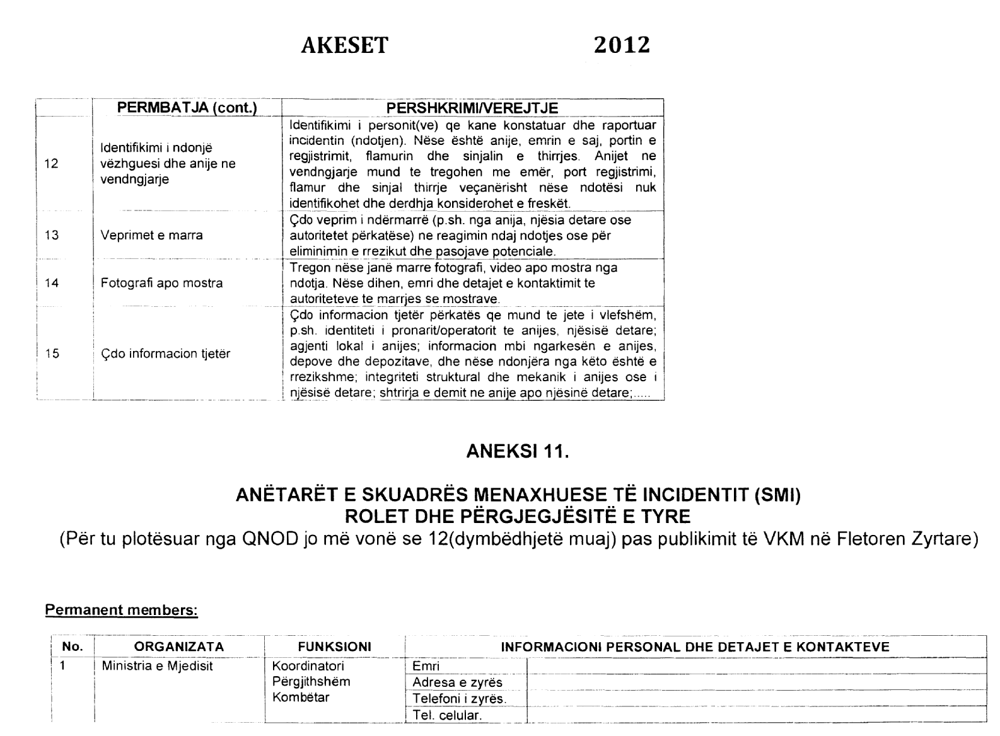 AKESET 2012
PERMBATJA (cont.) PERSHKRIMI/VEREJTJE
12
Identifikimi i ndonjë
vëzhguesi dhe anije ne
vendngjarje
Identifikimi i personit(ve) qe kane konstatuar dhe raportuar
incidentin (ndotjen). Nëse është anije, emrin e saj, portin e
regjistrimit, flamurin dhe sinjalin e thirrjes. Anijet ne
vendngjarje mund te tregohen me emër, port regjistrimi,
flamur dhe sinjal thirrje veçanërisht nëse ndotësi nuk
identifikohet dhe derdhja konsiderohet e freskët.
13
Veprimet e marra
Çdo veprim i ndërmarrë (p.sh. nga anija, njësia detare ose
autoritetet përkatëse) ne reagimin ndaj ndotjes ose për
eliminimin e rrezikut dhe pasojave potenciale.
14
Fotografi apo mostra
Tregon nëse janë marre fotografi, video apo mostra nga
ndotja. Nëse dihen, emri dhe detajet e kontaktimit te
autoriteteve te marrjes se mostrave.
15
Çdo informacion tjetër
Çdo informacion tjetër përkatës qe mund te jete i vlefshëm,
p.sh. identiteti i pronarit/operatorit te anijes, njësisë detare;
agjenti lokal i anijes; informacion mbi ngarkesën e anijes,
depove dhe depozitave, dhe nëse ndonjëra nga këto është e
rrezikshme; integriteti struktural dhe mekanik i anijes ose i
njësisë detare; shtrirja e demit ne anije apo njësinë detare;.....
ANEKSI 11.
ANËTARËT E SKUADRËS MENAXHUESE TË INCIDENTIT (SMI)
ROLET DHE PËRGJEGJËSITË E TYRE
(Për tu plotësuar nga QNOD jo më vonë se 12(dymbëdhjetë muaj) pas publikimit të VKM në Fletoren Zyrtare)
Permanent members:
No. ORGANIZATA FUNKSIONI INFORMACIONI PERSONAL DHE DETAJET E KONTAKTEVE
1 Ministria e Mjedisit
Koordinatori
Përgjithshëm
Kombëtar
Emri
Adresa e zyrës
Telefoni i zyrës.
Tel. celular.